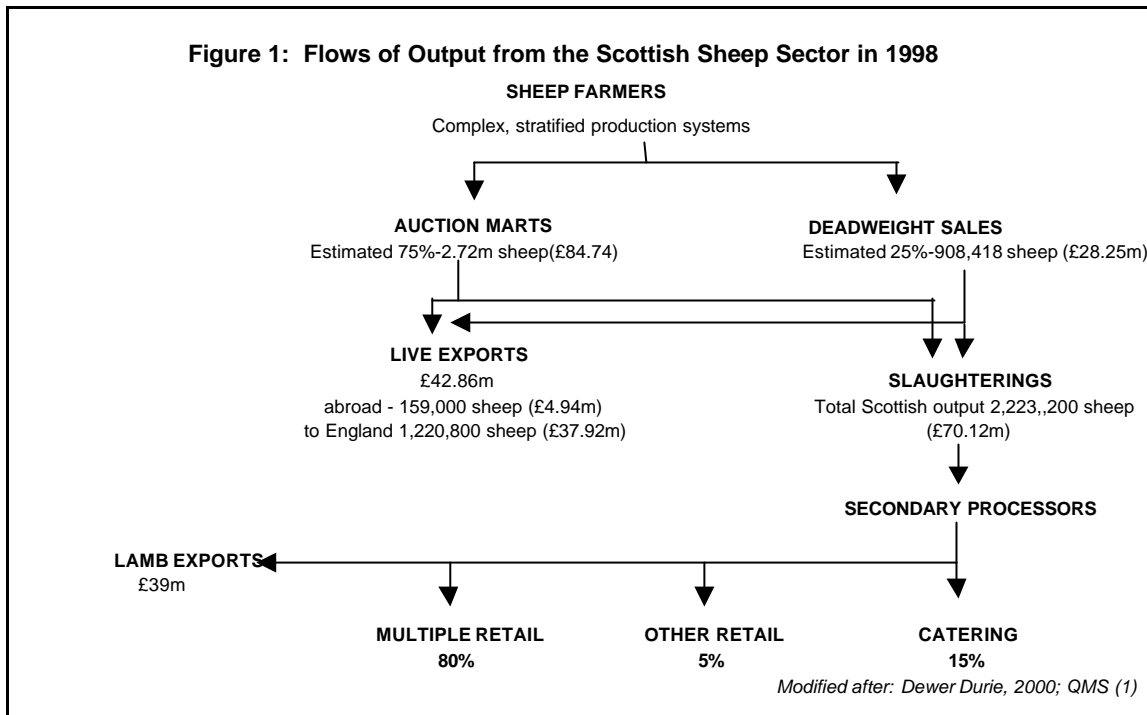 Figure 1: Flows of Output from the Scottish Sheep Sector in 1998
SHEEP FARMERS
Complex, stratified production systems
AUCTION MARTS
Estimated 75%-2.72m sheep(£84.74)
DEADWEIGHT SALES
Estimated 25%-908,418 sheep (£28.25m)
LIVE EXPORTS
£42.86m
abroad - 159,000 sheep (£4.94m)
to England 1,220,800 sheep (£37.92m)
SLAUGHTERINGS
Total Scottish output 2,223,,200 sheep
(£70.12m)
SECONDARY PROCESSORS
LAMB EXPORTS
£39m
MULTIPLE RETAIL
80%
OTHER RETAIL
5%
CATERING
15%
Modified after: Dewer Durie, 2000; QMS (1)